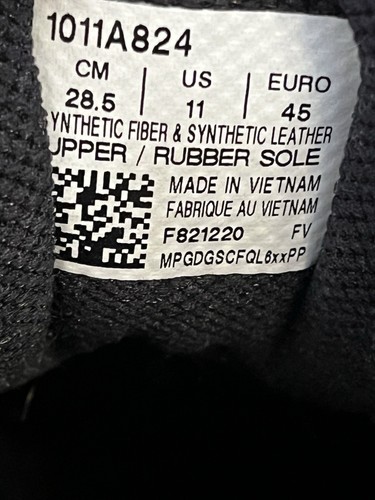 1011A824
CM US EURO
28.5 11 45
YNTHETIC FIBER & SYNTHETIC LEATHER
UPPER / RUBBER SOLE
MADE IN VIETNAM
FABRIQUE AU VIETNAM
F821220 FV
MPGDGSCFQL6xxPP